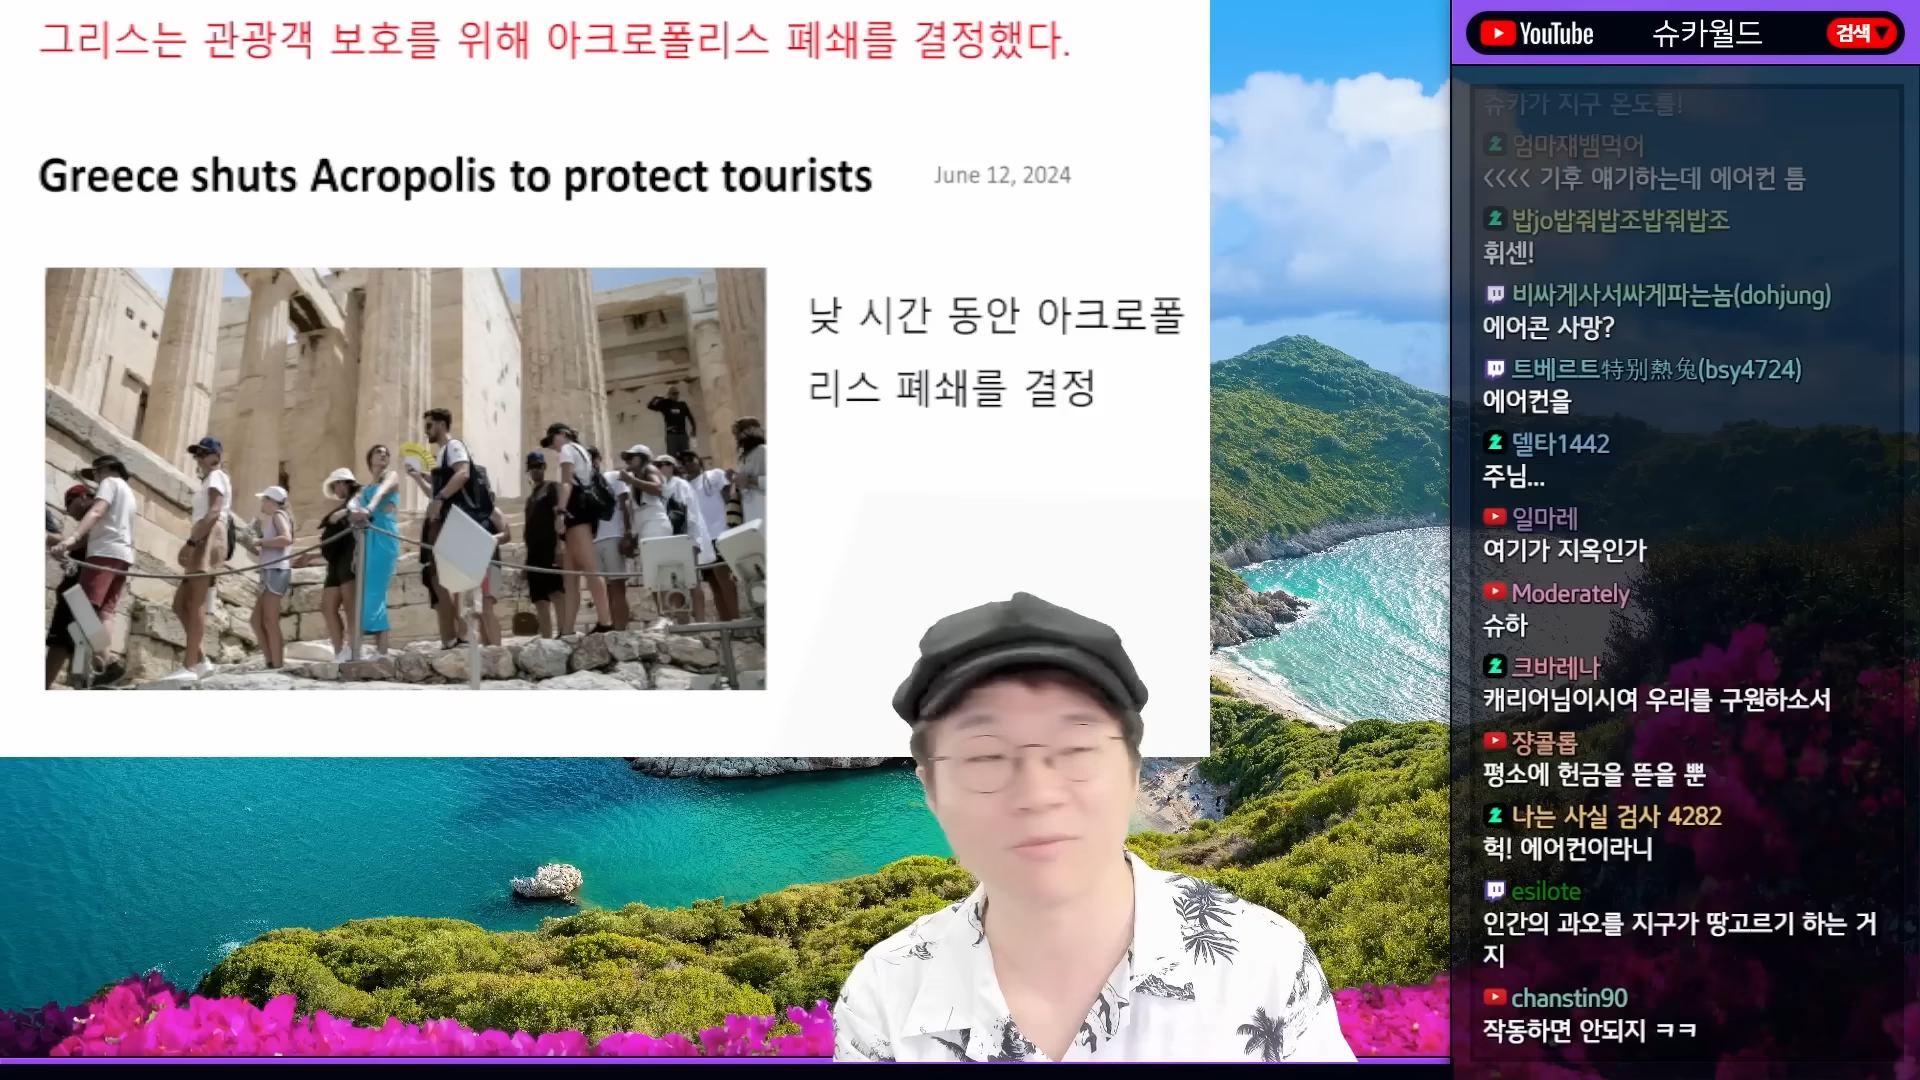 그리스는 관광객 보호를 위해 아크로폴리스 폐쇄를 결정했다.
Greece shuts Acropolis to protect tourists
June 12, 2024
낮 시간 동안 아크로폴
리스 폐쇄를 결정
YouTube 슈카월드 검색▼
슈카가 지구 온도를!
엄마쟤뱀먹어
<<<< 기후 얘기하는데 에어컨 틈
밥jo밥줘밥조밥줘밥조
휘센!
비싸게사서싸게파는놈(dohjung)
에어콘 사망?
트베르트特別熱兔(bsy4724)
에어컨을
델타1442
주님...
일마레
여기가 지옥인가
Moderately
슈하
크바레나
캐리어님이시여 우리를 구원하소서
쟝콜롭
평소에 헌금을 뜯을 뿐
나는 사실 검사 4282
헉! 에어컨이라니
esilote
인간의 과오를 지구가 땅고르기 하는 거
지
chanstin90
작동하면 안되지 ㅋㅋ